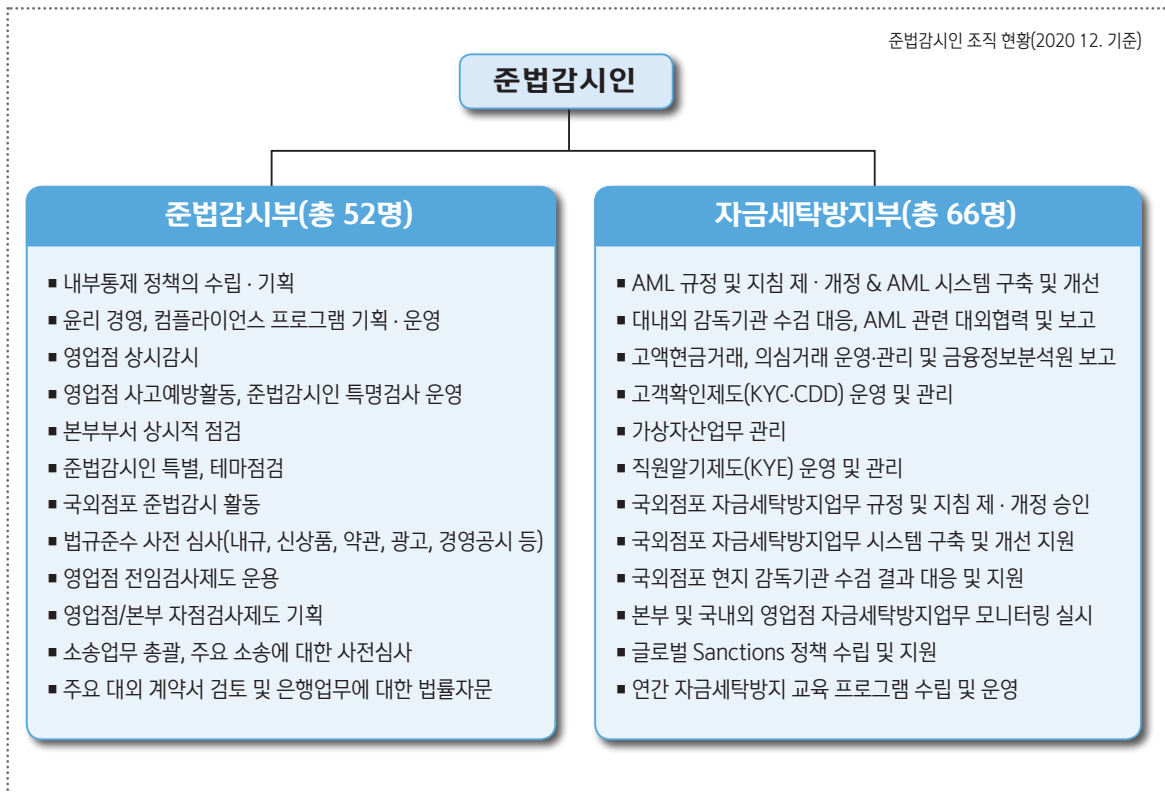 준법감시인 조직 현황(2020 12. 기준)
준법감시인
준법감시부(총 52명)
■ 내부통제 정책의 수립 · 기획
■ 윤리 경영, 컴플라이언스 프로그램 기획 · 운영
■ 영업점 상시감시
■ 영업점 사고예방활동, 준법감시인 특명검사 운영
■ 본부부서 상시적 점검
■ 준법감시인 특별, 테마점검
■ 국외점포 준법감시 활동
■ 법규준수 사전 심사(내규, 신상품, 약관, 광고, 경영공시 등)
■ 영업점 전임검사제도 운용
■ 영업점/본부 자점검사제도 기획
■ 소송업무 총괄, 주요 소송에 대한 사전심사
■ 주요 대외 계약서 검토 및 은행업무에 대한 법률자문
자금세탁방지부(총 66명)
■ AML 규정 및 지침 제 · 개정 & AML 시스템 구축 및 개선
■ 대내외 감독기관 수검 대응, AML 관련 대외협력 및 보고
■ 고액현금거래, 의심거래 운영·관리 및 금융정보분석원 보고
■ 고객확인제도(KYC·CDD) 운영 및 관리
■ 가상자산업무 관리
■ 직원알기제도(KYE) 운영 및 관리
■ 국외점포 자금세탁방지업무 규정 및 지침 제 · 개정 승인
■ 국외점포 자금세탁방지업무 시스템 구축 및 개선 지원
■ 국외점포 현지 감독기관 수검 결과 대응 및 지원
■ 본부 및 국내외 영업점 자금세탁방지업무 모니터링 실시
■ 글로벌 Sanctions 정책 수립 및 지원
■ 연간 자금세탁방지 교육 프로그램 수립 및 운영